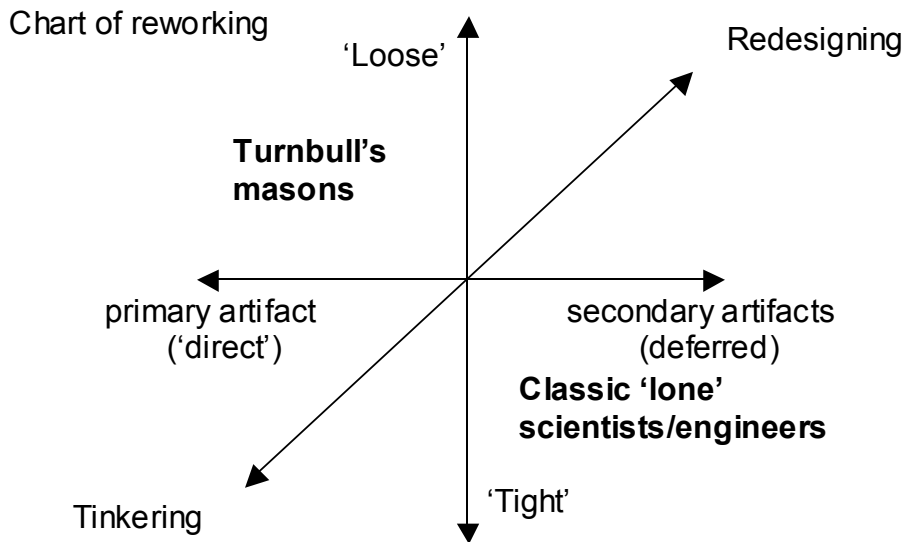 Chart of reworking
‘Loose’
Redesigning
Turnbull’s
masons
primary artifact
(‘direct’)
secondary artifacts
(deferred)
Classic ‘lone’
scientists/engineers
Tinkering
‘Tight’